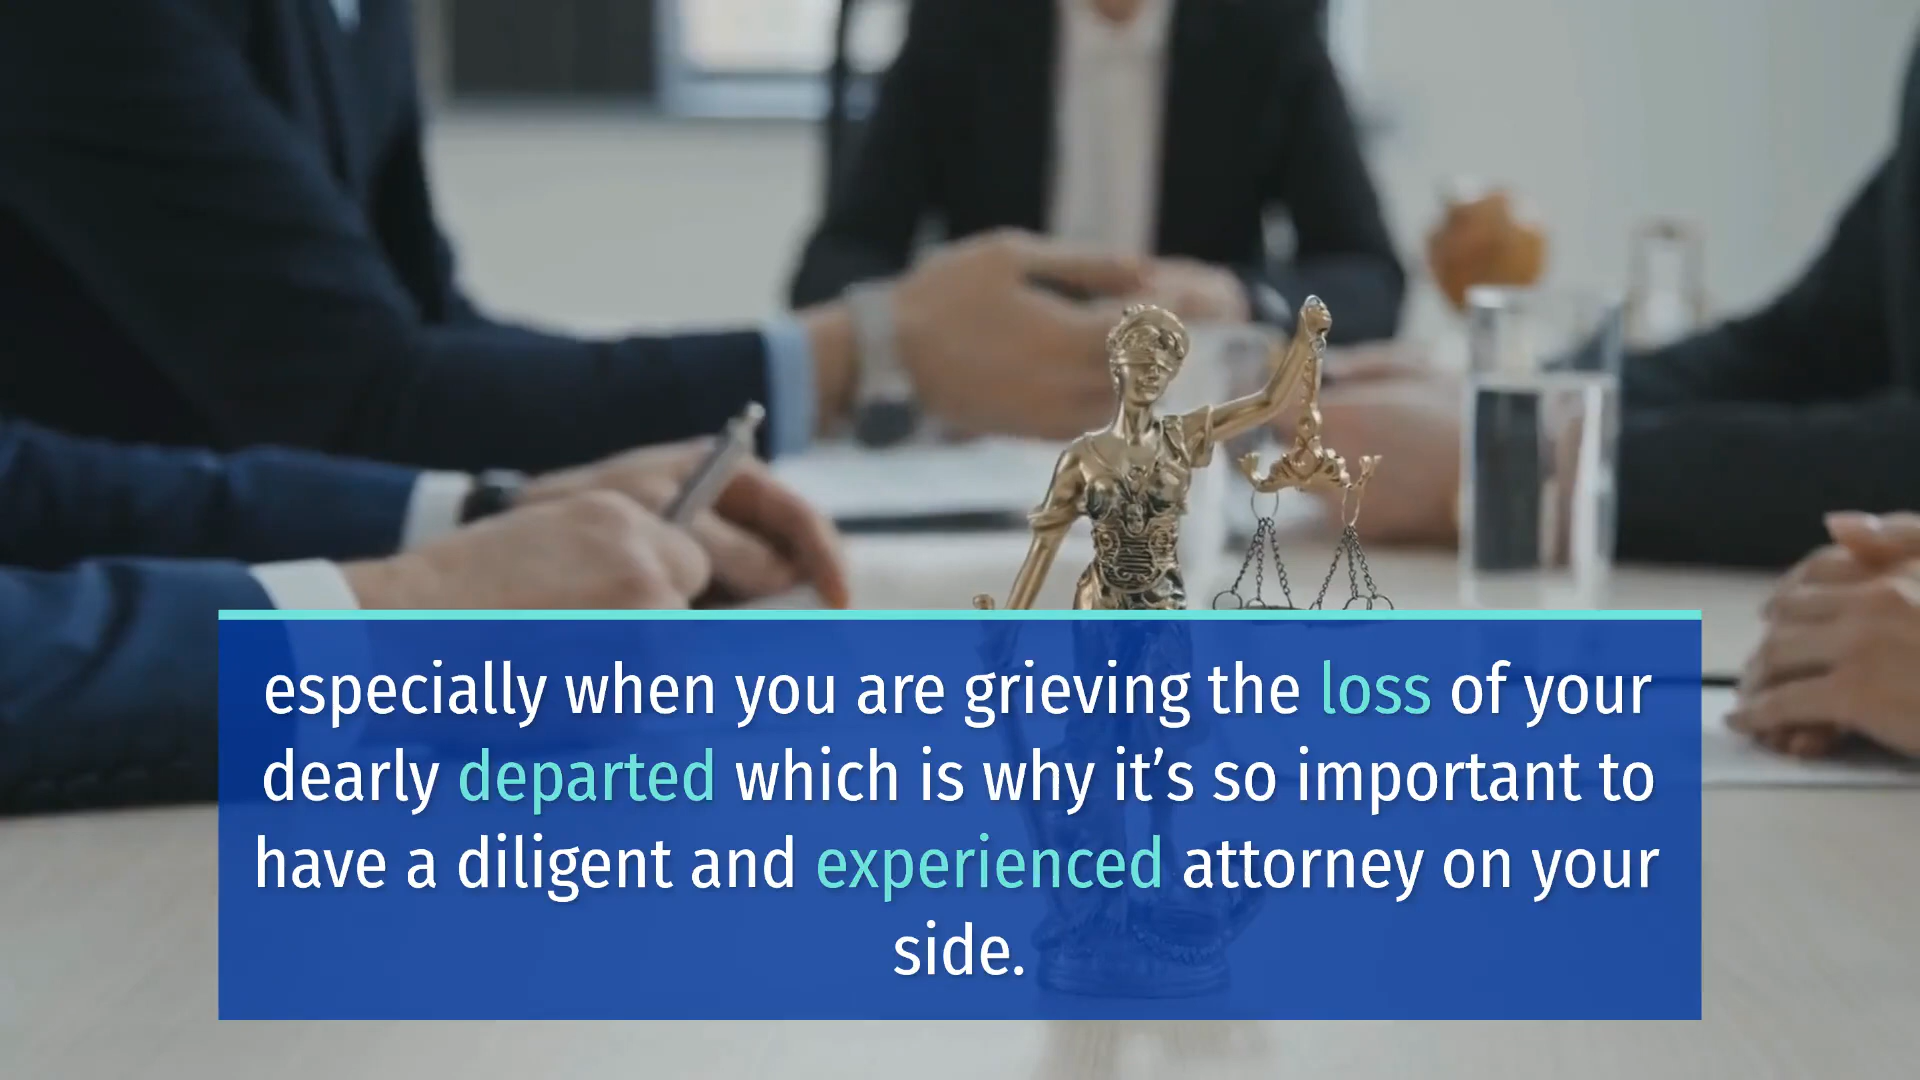 especially when you are grieving the loss of your
dearly departed which is why it’s so important to
have a diligent and experienced attorney on your
side.